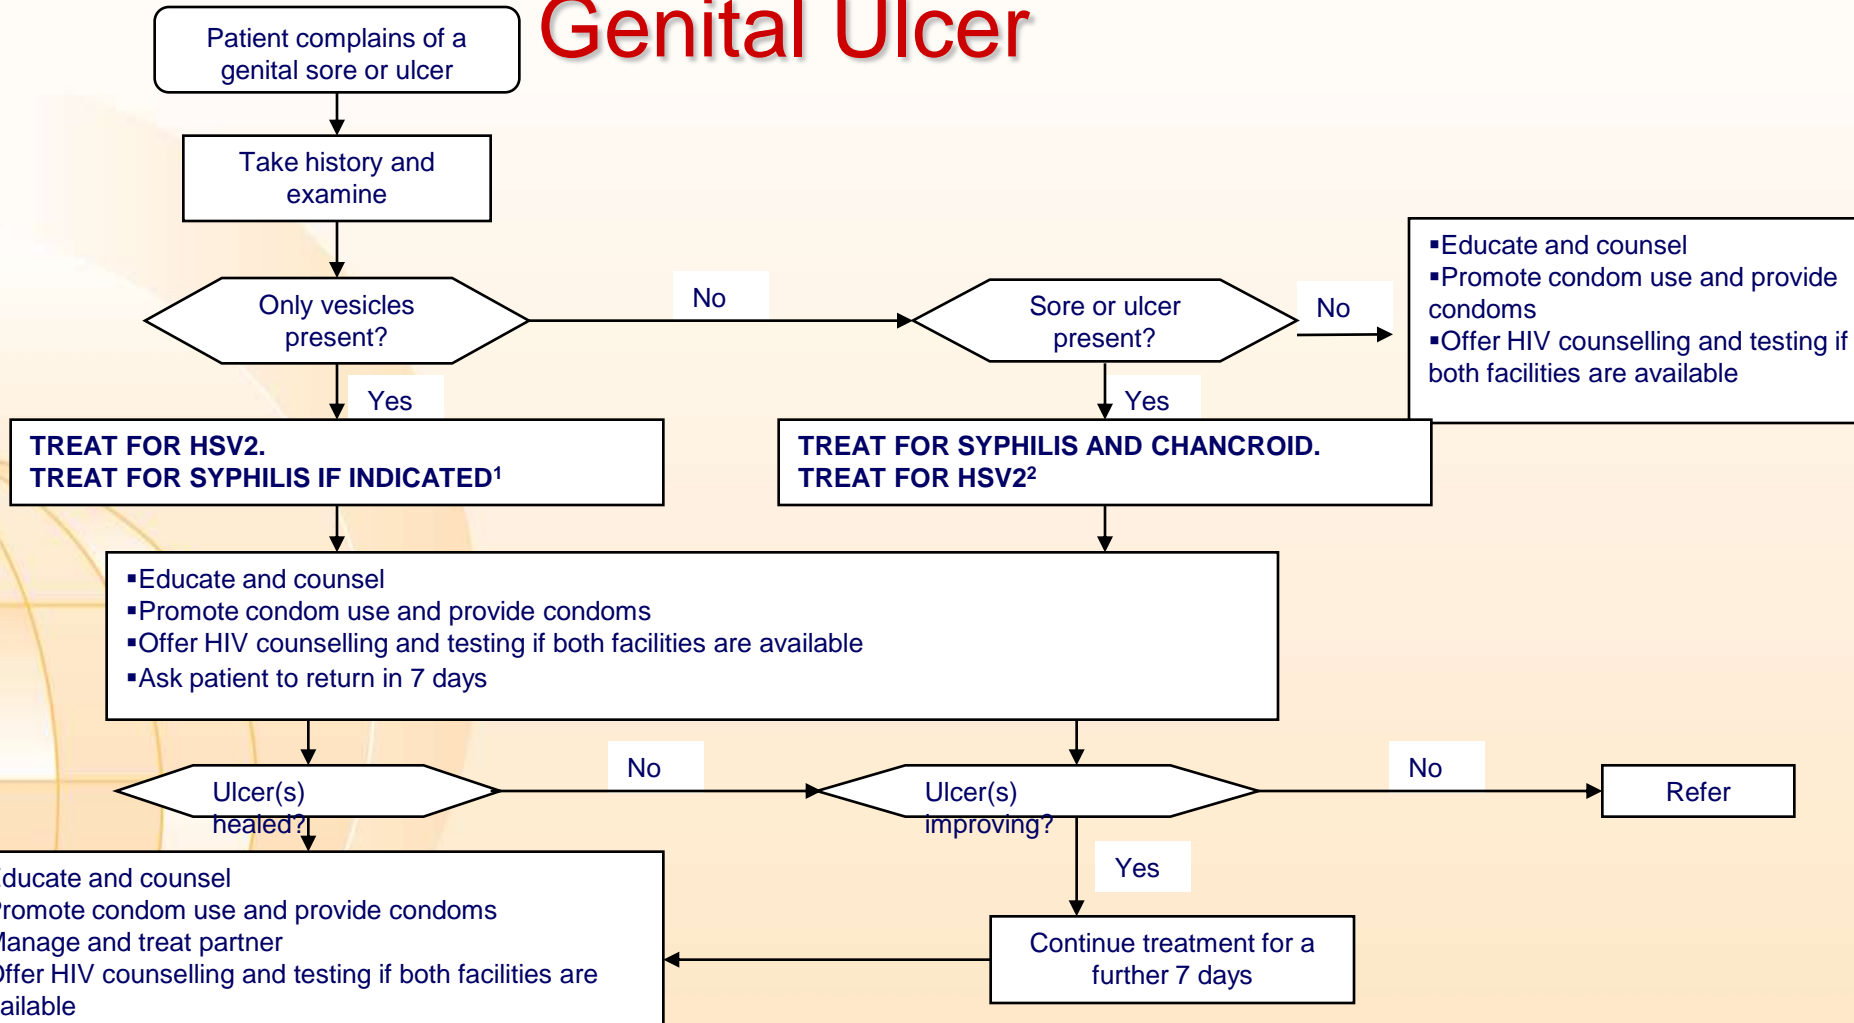 Genital Ulcer
Patient complains of a
genital sore or ulcer
Take history and
examine
Only vesicles
present?
No
Sore or ulcer
present?
No
▪Educate and counsel
▪Promote condom use and provide
condoms
▪Offer HIV counselling and testing if
both facilities are available
Yes
Yes
TREAT FOR HSV2.
TREAT FOR SYPHILIS IF INDICATED¹
TREAT FOR SYPHILIS AND CHANCROID.
TREAT FOR HSV2²
▪Educate and counsel
▪Promote condom use and provide condoms
▪Offer HIV counselling and testing if both facilities are available
▪Ask patient to return in 7 days
Ulcer(s)
healed?
No
Ulcer(s)
improving?
No
Refer
Yes
Educate and counsel
Promote condom use and provide condoms
Manage and treat partner
Offer HIV counselling and testing if both facilities are
ailable
Continue treatment for a
further 7 days